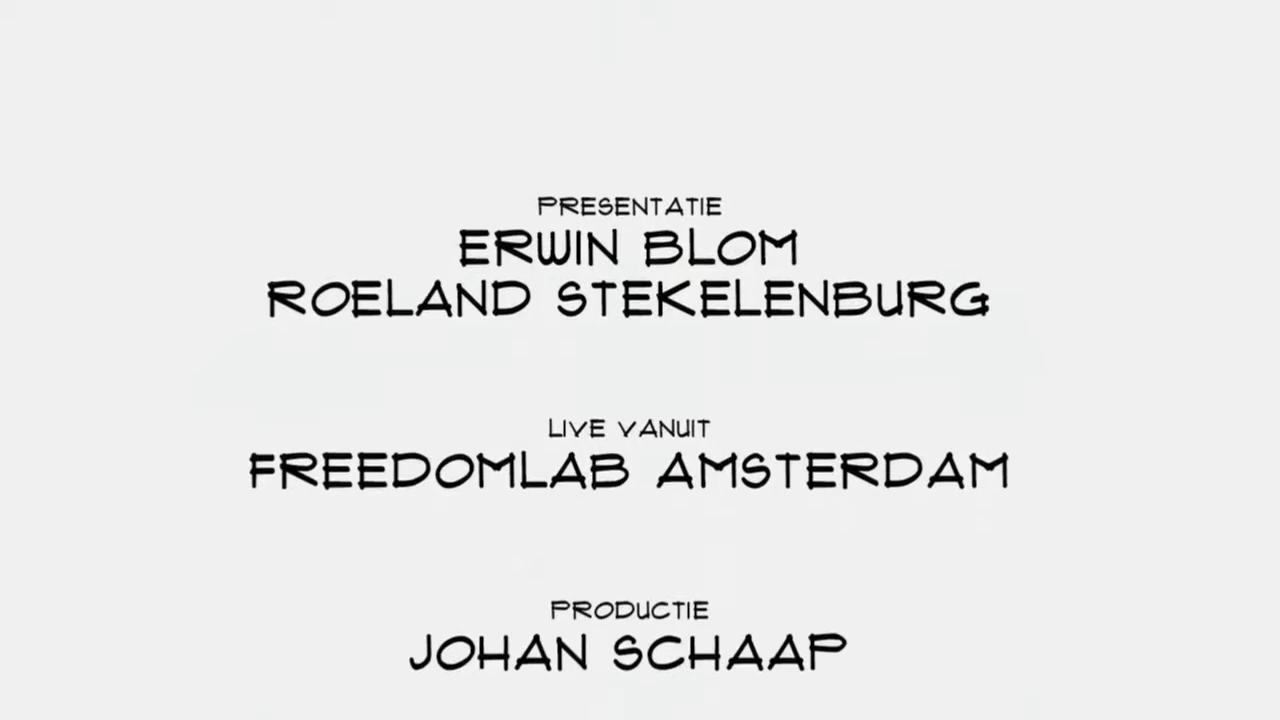 PRESENTATIE
ERWIN BLOM
ROELAND STEKELENBURG
LIVE VANUIT
FREEDOMLAB AMSTERDAM
PRODUCTIE
JOHAN SCHAAP